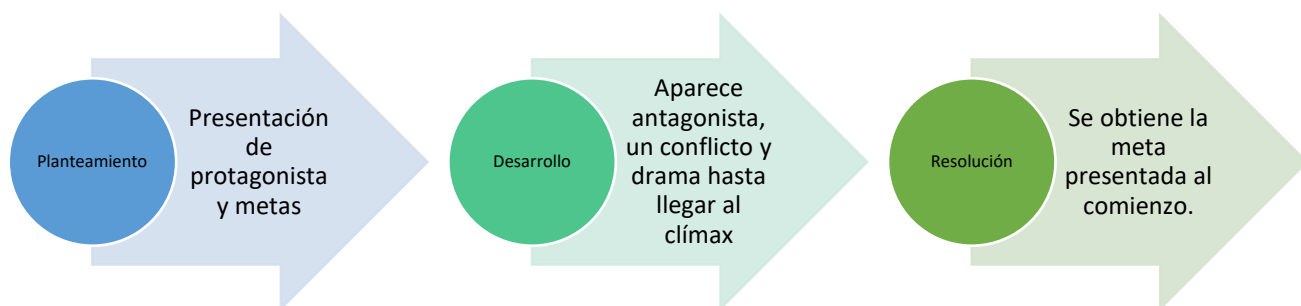 Planteamiento
Presentación
de
protagonista
y metas
Desarrollo
Aparece
antagonista,
un conflicto y
drama hasta
llegar al
clímax
Resolución
Se obtiene la
meta
presentada al
comienzo.